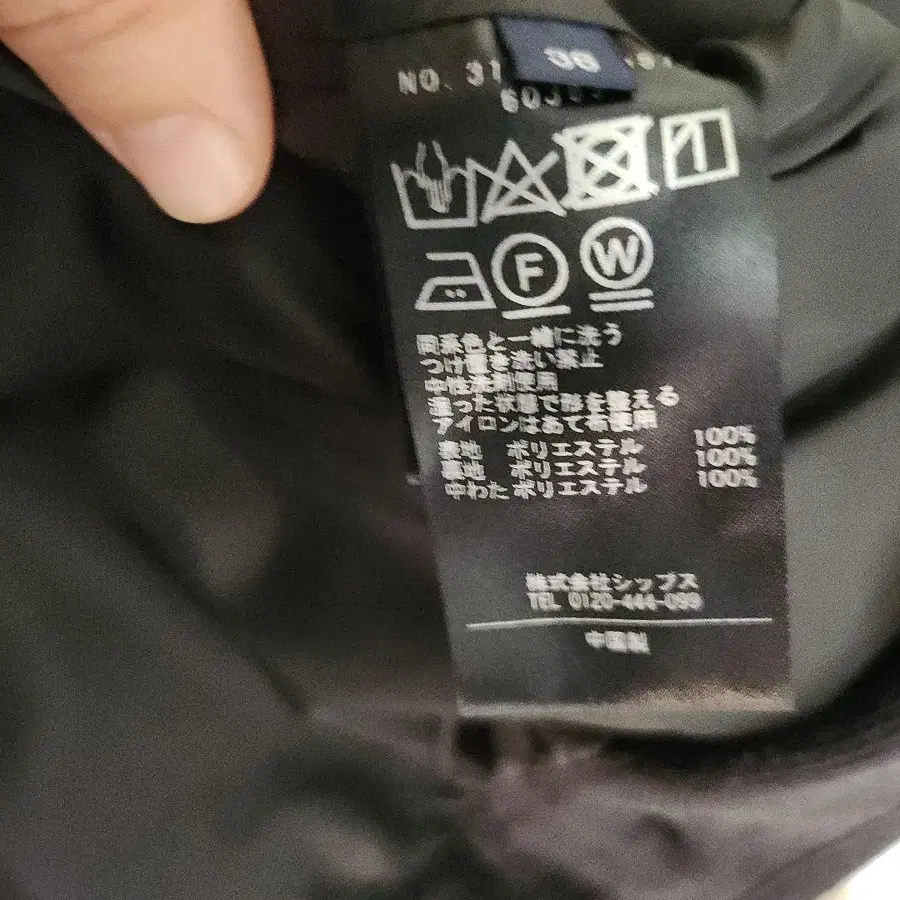 36
NO. 31
F W
同系色と一緒に洗う
つけ置き洗い禁止
中性洗剤使用
湿った状態で形を整える
アイロンはあて布使用
表地 ポリエステル 100%
裏地 ポリエステル 100%
中わた ポリエステル 100%
株式会社シップス
TEL 0120-444-099
中国製